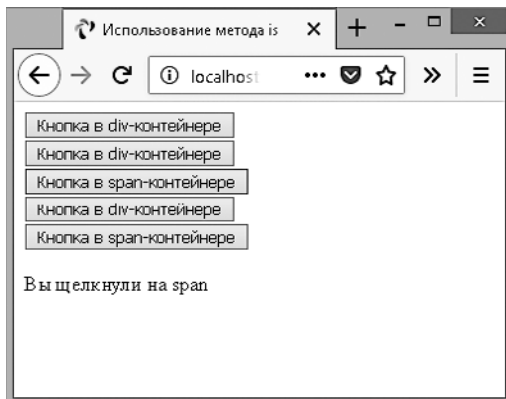 Использование метода is
localhost
Кнопка в div-контейнере
Кнопка в div-контейнере
Кнопка в span-контейнере
Кнопка в div-контейнере
Кнопка в span-контейнере
Вы щелкнули на span